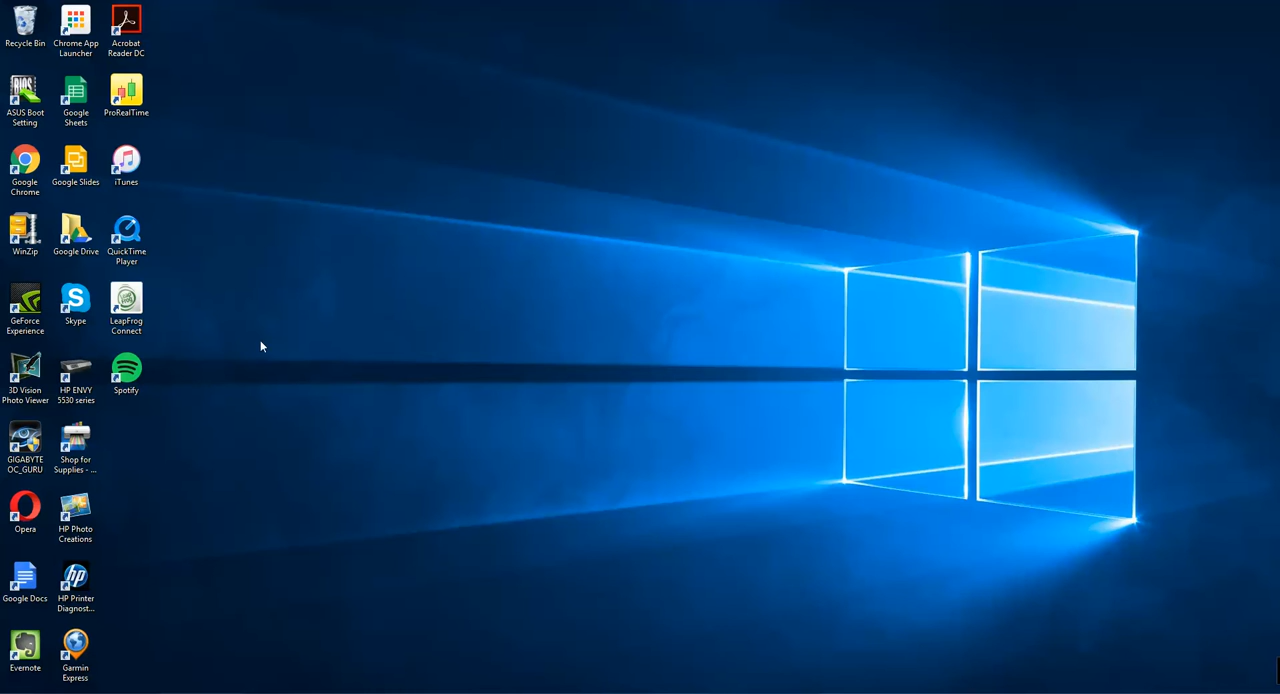 Recycle Bin
Chrome App
Launcher
Acrobat
Reader DC
ASUS Boot
Setting
Google
Sheets
ProRealTime
Google
Chrome
Google Slides
iTunes
WinZip
Google Drive
QuickTime
Player
GeForce
Experience
Skype
LeapFrog
Connect
3D Vision
Photo Viewer
HP ENVY
5530 series
Spotify
GIGABYTE
OC_GURU
Shop for
Supplies - ...
Opera
HP Photo
Creations
Google Docs
HP Printer
Diagnost...
Evernote
Garmin
Express